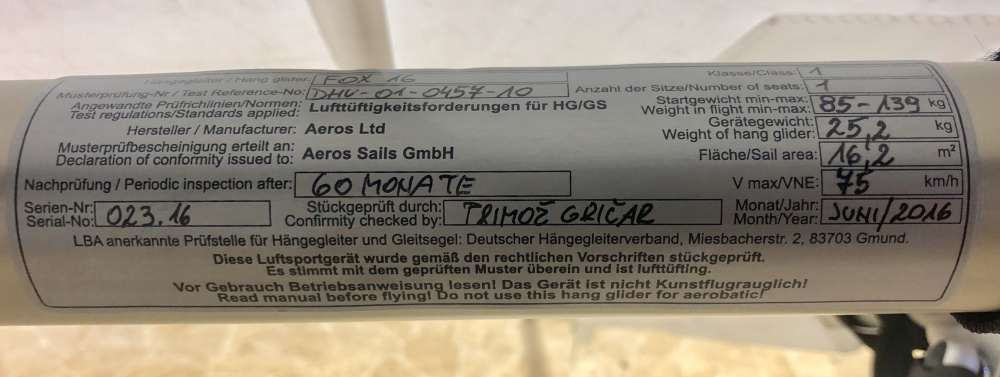 Hängegleiter / Hang glider: FOX 16
Klasse/Class: 1
Musterprüfung-Nr / Test Reference-No: DHV-01-0457-10
Anzahl der Sitze/Number of seats: 1
Angewandte Prüfrichlinien/Normen:
Test regulations/Standards applied: Lufttüftigkeitsforderungen für HG/GS
Startgewicht min-max:
Weight in flight min-max: 85-139 kg
Hersteller / Manufacturer: Aeros Ltd
Gerätegewicht:
Weight of hang glider: 25,2 kg
Musterprüfbescheinigung erteilt an:
Declaration of conformity issued to: Aeros Sails GmbH
Fläche/Sail area: 16,2 m²
Nachprüfung / Periodic inspection after: 60 MONATE
V max/VNE: 75 km/h
Serien-Nr:
Serial-No: 023.16
Stückgeprüft durch:
Confirmity checked by: TRIMOŽ GRIČAR
Monat/Jahr:
Month/Year: JUNI/2016
LBA anerkannte Prüfstelle für Hängegleiter und Gleitsegel: Deutscher Hängegleiterverband, Miesbacherstr. 2, 83703 Gmund.
Diese Luftsportgerät wurde gemäß den rechtlichen Vorschriften stückgeprüft.
Es stimmt mit dem geprüften Muster überein und ist lufttüfting.
Vor Gebrauch Betriebsanweisung lesen! Das Gerät ist nicht Kunstflugrauglich!
Read manual before flying! Do not use this hang glider for aerobatic!